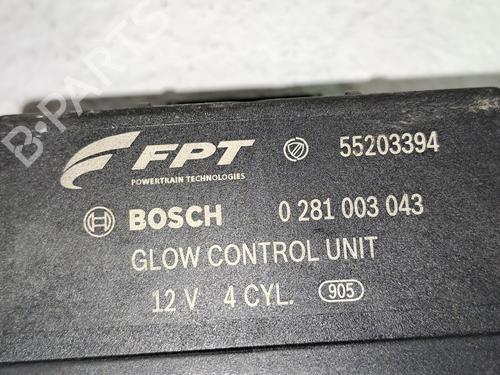 FPT 55203394
POWERTRAIN TECHNOLOGIES
BOSCH 0 281 003 043
GLOW CONTROL UNIT
12 V 4 CYL. 905
B-PARTS